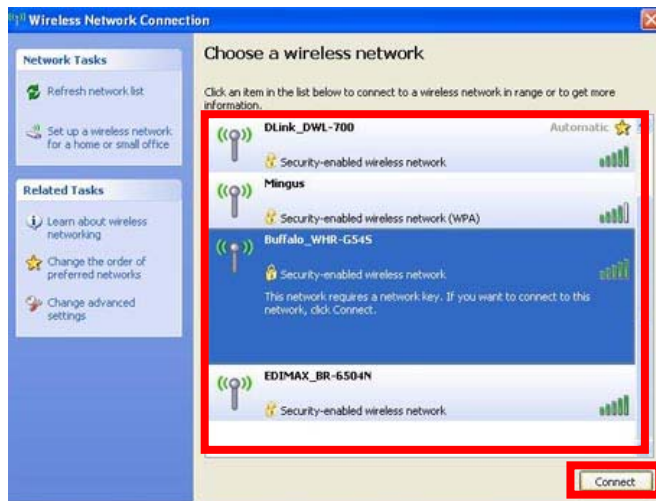 Wireless Network Connection
Network Tasks
Refresh network list
Set up a wireless network
for a home or small office
Related Tasks
Learn about wireless
networking
Change the order of
preferred networks
Change advanced
settings
Choose a wireless network
Click an item in the list below to connect to a wireless network in range or to get more
information.
DLink_DWL-700
Automatic
Security-enabled wireless network
Mingus
Security-enabled wireless network (WPA)
Buffalo_WHR-G54S
Security-enabled wireless network
This network requires a network key. If you want to connect to this
network, click Connect.
EDIMAX_BR-6504N
Security-enabled wireless network
Connect